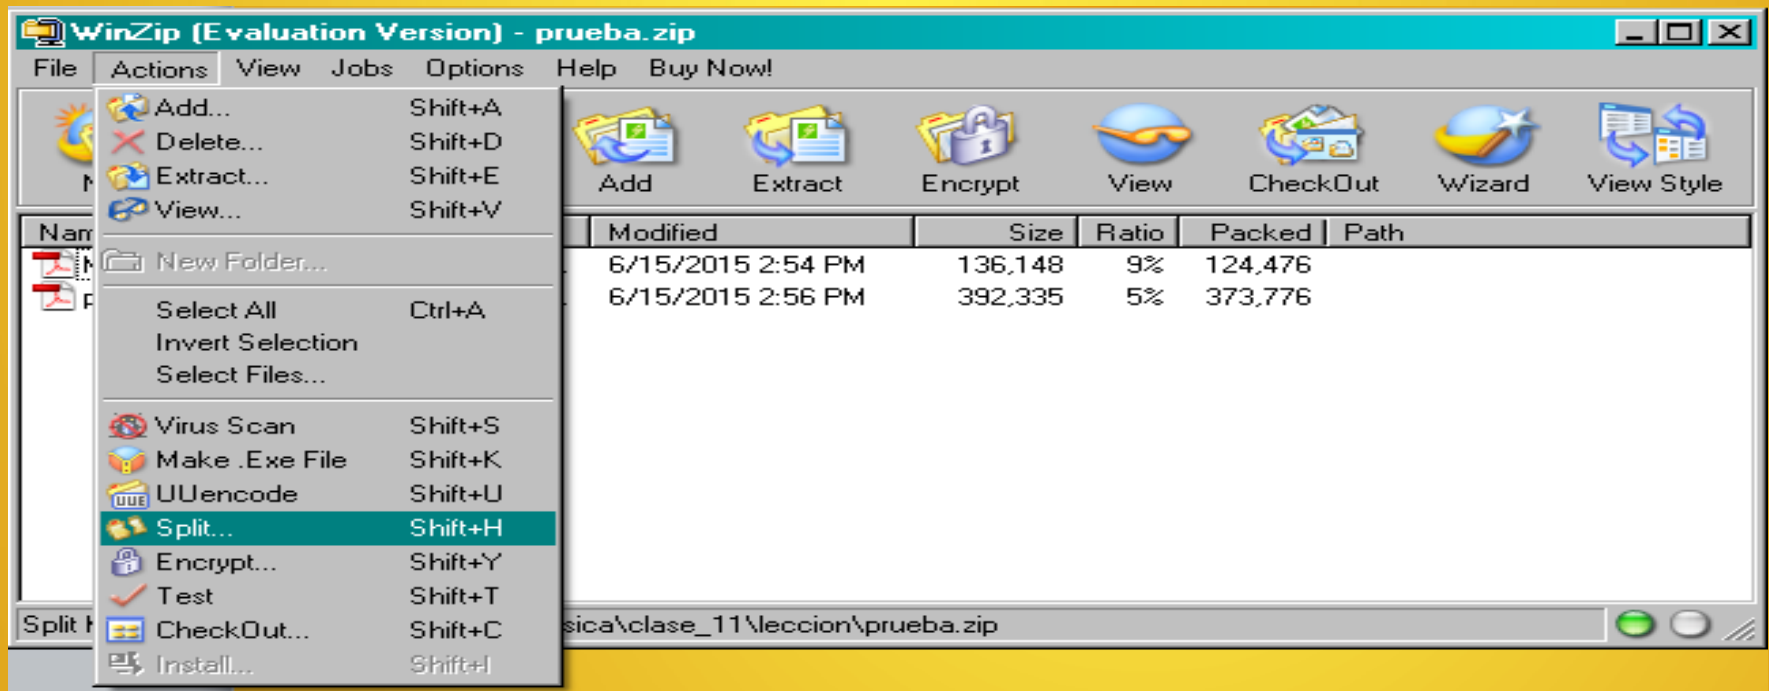 WinZip (Evaluation Version) - prueba.zip
File Actions View Jobs Options Help Buy Now!
Add... Shift+A
Delete... Shift+D
Extract... Shift+E
View... Shift+V
New Folder...
Select All Ctrl+A
Invert Selection
Select Files...
Virus Scan Shift+S
Make .Exe File Shift+K
UUencode Shift+U
Split... Shift+H
Encrypt... Shift+Y
Test Shift+T
CheckOut... Shift+C
Install... Shift+I
Add Extract Encrypt View CheckOut Wizard View Style
Modified Size Ratio Packed Path
6/15/2015 2:54 PM 136,148 9% 124,476
6/15/2015 2:56 PM 392,335 5% 373,776
Split sica\clase_11\leccion\prueba.zip